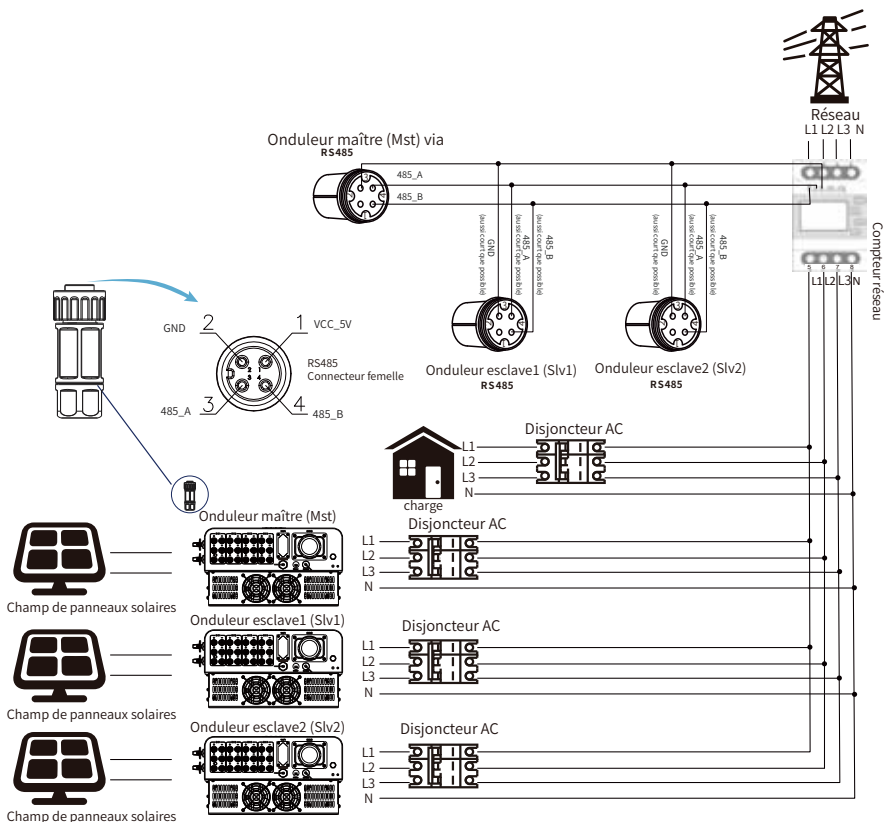 Réseau
L1 L2 L3 N
Onduleur maître (Mst) via
RS485
485_A
485_B
GND
(aussi court que possible)
485_A
(aussi court que possible)
485_B
(aussi court que possible)
GND
(aussi court que possible)
485_A
(aussi court que possible)
485_B
(aussi court que possible)
Compteur réseau
5 6 7 8
L1 L2 L3 N
Onduleur esclave1 (Slv1)
RS485
Onduleur esclave2 (Slv2)
RS485
GND 2
1 VCC_5V
2 1
3 4
RS485
Connecteur femelle
485_A 3
4 485_B
Disjoncteur AC
L1
L2
L3
N
charge
Onduleur maître (Mst)
Disjoncteur AC
L1
L2
L3
N
Champ de panneaux solaires
Onduleur esclave1 (Slv1)
Disjoncteur AC
L1
L2
L3
N
Champ de panneaux solaires
Onduleur esclave2 (Slv2)
Disjoncteur AC
L1
L2
L3
N
Champ de panneaux solaires